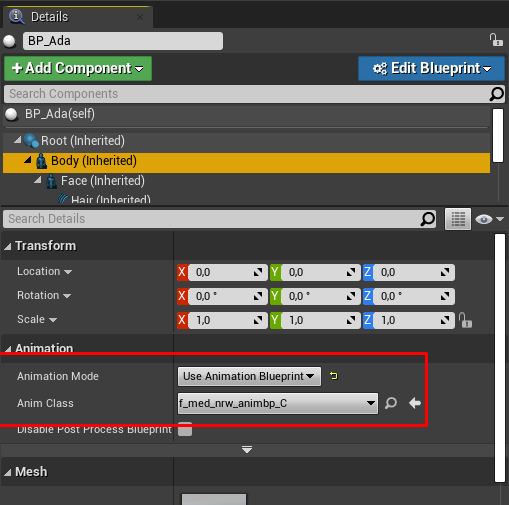 Details
BP_Ada
+Add Component
Edit Blueprint
Search Components
BP_Ada(self)
Root (Inherited)
Body (Inherited)
Face (Inherited)
Hair (Inherited)
Search Details
Transform
Location X 0,0 Y 0,0 Z 0,0
Rotation X 0,0 ° Y 0,0 ° Z 0,0 °
Scale X 1,0 Y 1,0 Z 1,0
Animation
Animation Mode Use Animation Blueprint
Anim Class f_med_nrw_animbp_C
Disable Post Process Blueprint
Mesh